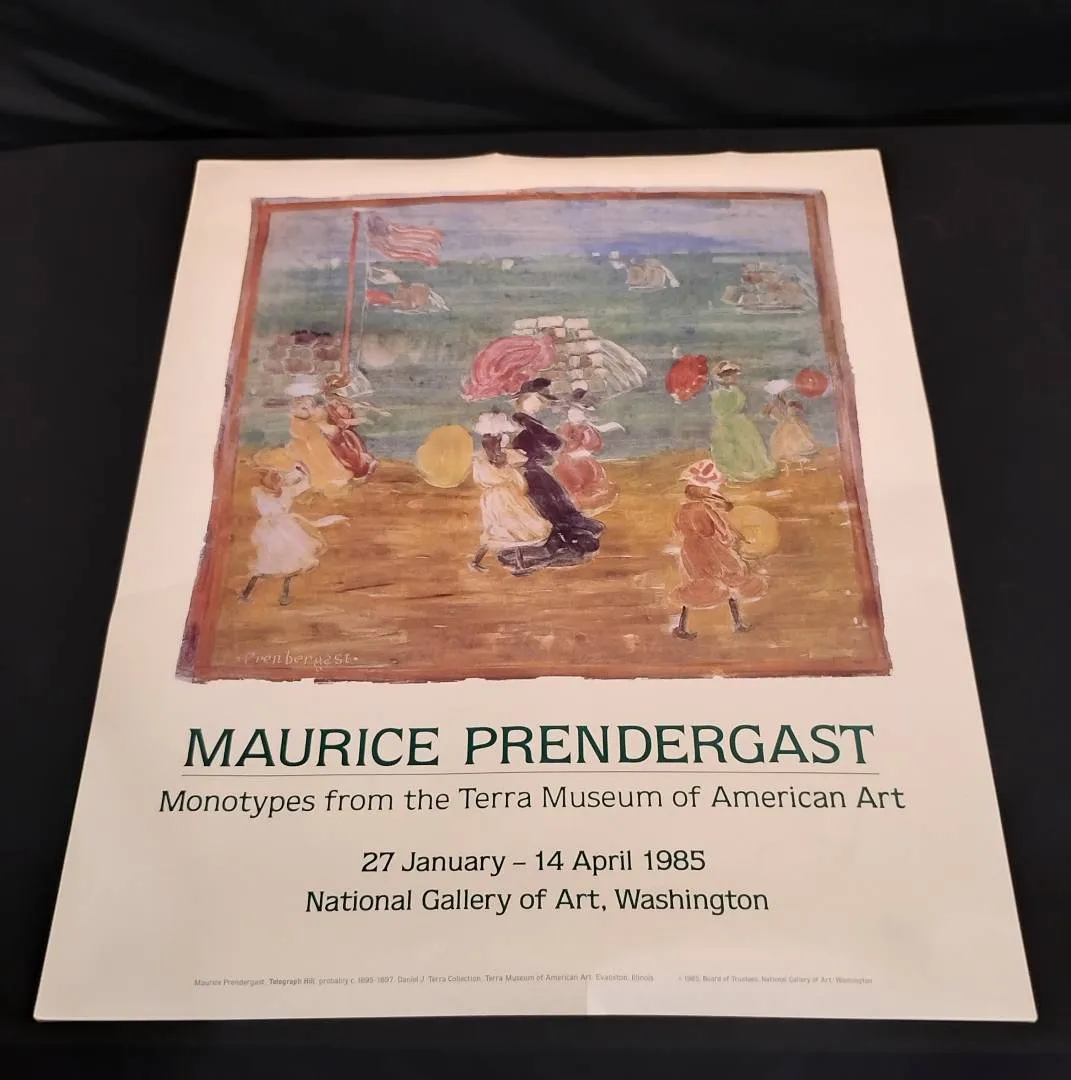 Prenbergast.
MAURICE PRENDERGAST
Monotypes from the Terra Museum of American Art
27 January – 14 April 1985
National Gallery of Art, Washington
Maurice Prendergast, Telegraph Hill, probably c. 1895-1897, Daniel J. Terra Collection, Terra Museum of American Art, Evanston, Illinois © 1985, Board of Trustees, National Gallery of Art, Washington